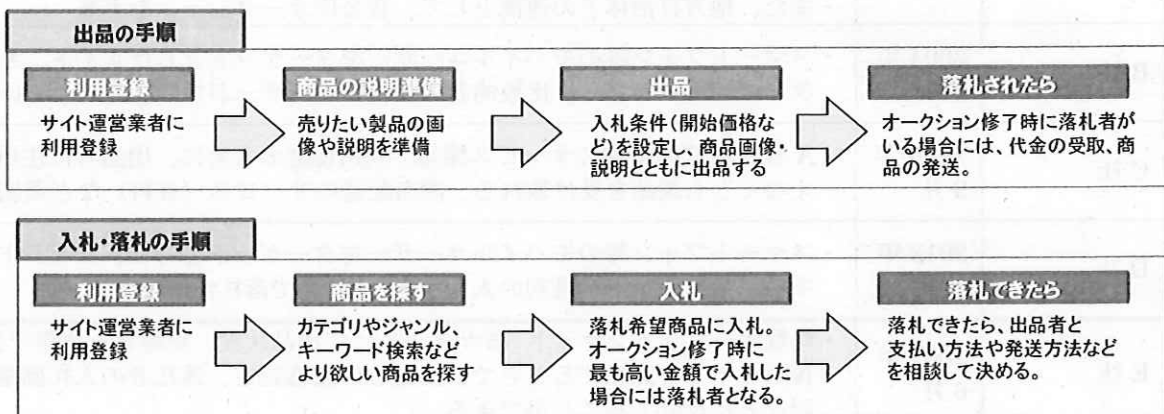 出品の手順
利用登録
サイト運営業者に
利用登録
商品の説明準備
売りたい製品の画
像や説明を準備
出品
入札条件(開始価格な
ど)を設定し、商品画像・
説明とともに出品する
落札されたら
オークション修了時に落札者が
いる場合には、代金の受取、商
品の発送。
入札・落札の手順
利用登録
サイト運営業者に
利用登録
商品を探す
カテゴリやジャンル、
キーワード検索など
より欲しい商品を探す
入札
落札希望商品に入札。
オークション修了時に
最も高い金額で入札した
場合には落札者となる。
落札できたら
落札できたら、出品者と
支払い方法や発送方法など
を相談して決める。